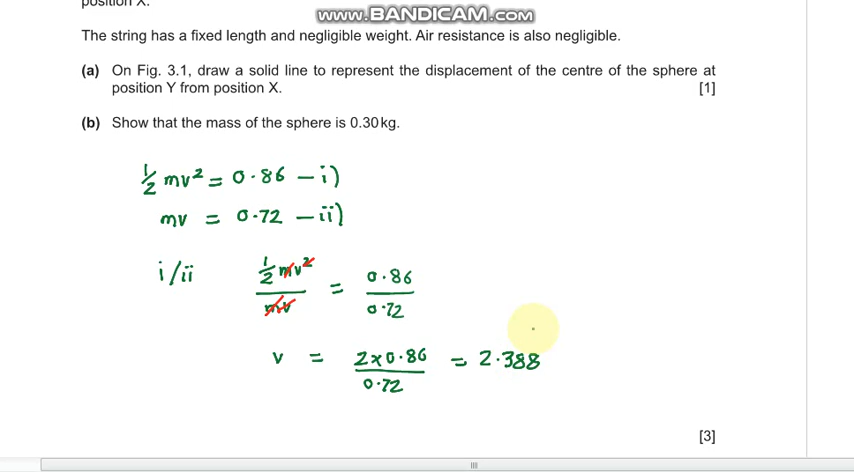 position X.
www.BANDICAM.com
The string has a fixed length and negligible weight. Air resistance is also negligible.
(a) On Fig. 3.1, draw a solid line to represent the displacement of the centre of the sphere at
position Y from position X. [1]
(b) Show that the mass of the sphere is 0.30 kg.
1/2 mv² = 0.86 – i)
mv = 0.72 – ii)
i/ii 1/2 mv² / mv = 0.86 / 0.72
v = 2 × 0.86 / 0.72 = 2.388
[3]